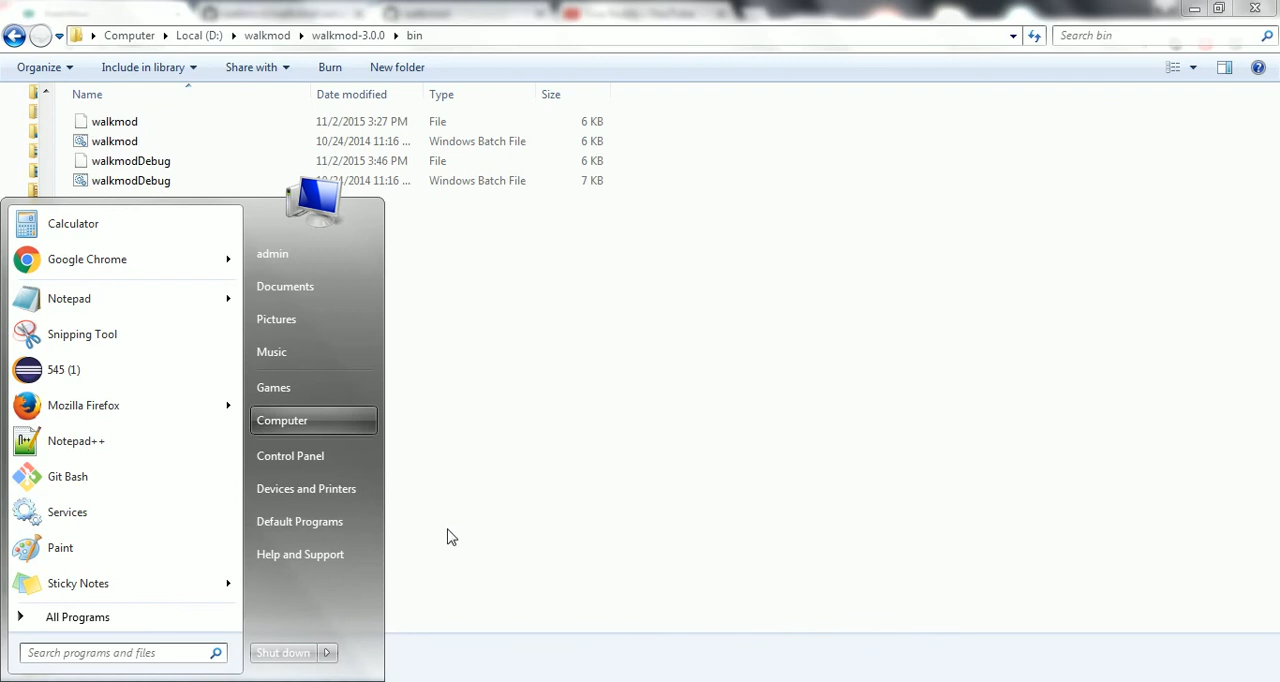 Computer Local (D:) walkmod walkmod-3.0.0 bin Search bin
Organize Include in library Share with Burn New folder
Name Date modified Type Size
walkmod 11/2/2015 3:27 PM File 6 KB
walkmod 10/24/2014 11:16 ... Windows Batch File 6 KB
walkmodDebug 11/2/2015 3:46 PM File 6 KB
walkmodDebug /24/2014 11:16 ... Windows Batch File 7 KB
Calculator
Google Chrome
Notepad
Snipping Tool
545 (1)
Mozilla Firefox
Notepad++
Git Bash
Services
Paint
Sticky Notes
All Programs
Search programs and files
admin
Documents
Pictures
Music
Games
Computer
Control Panel
Devices and Printers
Default Programs
Help and Support
Shut down